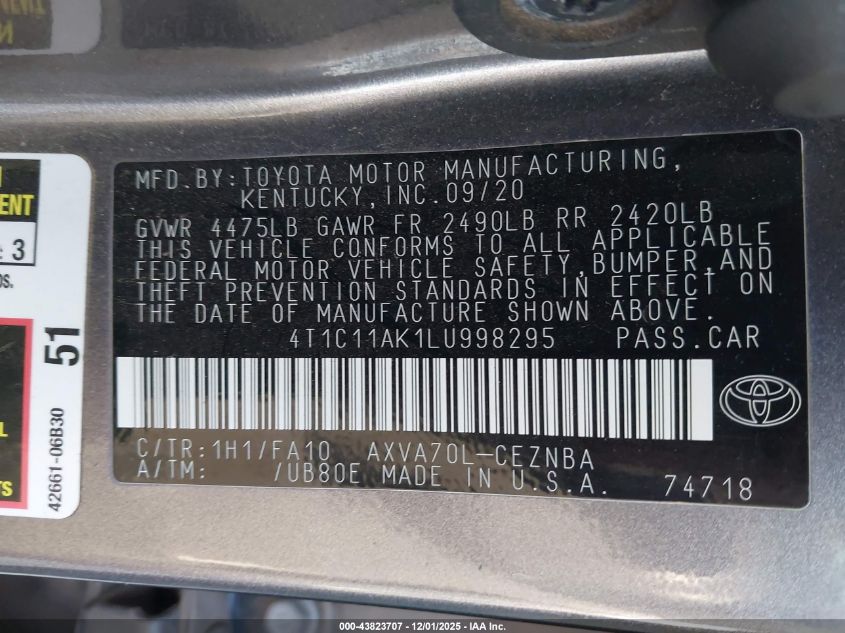 MFD.BY:TOYOTA MOTOR MANUFACTURING,
KENTUCKY,INC.09/20
GVWR 4475LB GAWR FR 2490LB RR 2420LB
THIS VEHICLE CONFORMS TO ALL APPLICABLE
FEDERAL MOTOR VEHICLE SAFETY,BUMPER,AND
THEFT PREVENTION STANDARDS IN EFFECT ON
THE DATE OF MANUFACTURE SHOWN ABOVE.
4T1C11AK1LU998295 PASS.CAR
C/TR:1H1/FA10 AXVA70L-CEZNBA
A/TM: /UB80E MADE IN U.S.A. 74718
ENT
3
51
42661-06B30
000-43823707 - 12/01/2025 - IAA Inc.